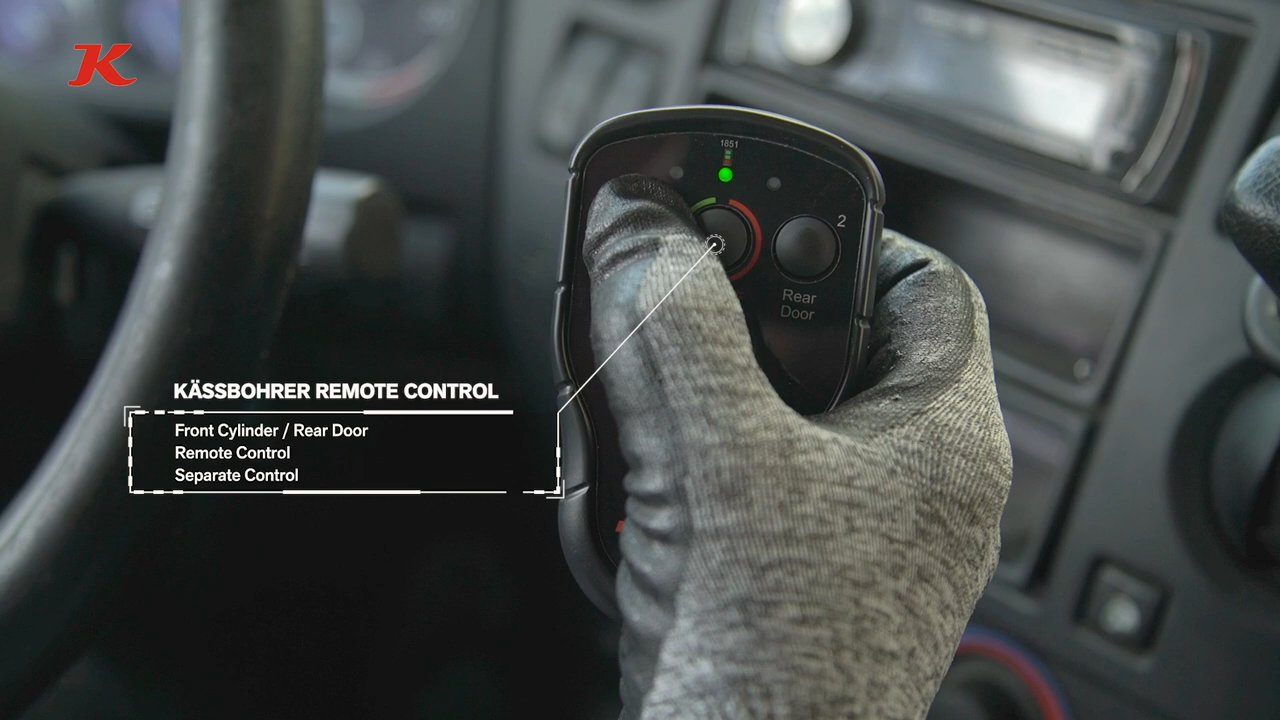 K
1851
2
Rear
Door
KÄSSBOHRER REMOTE CONTROL
Front Cylinder / Rear Door
Remote Control
Separate Control